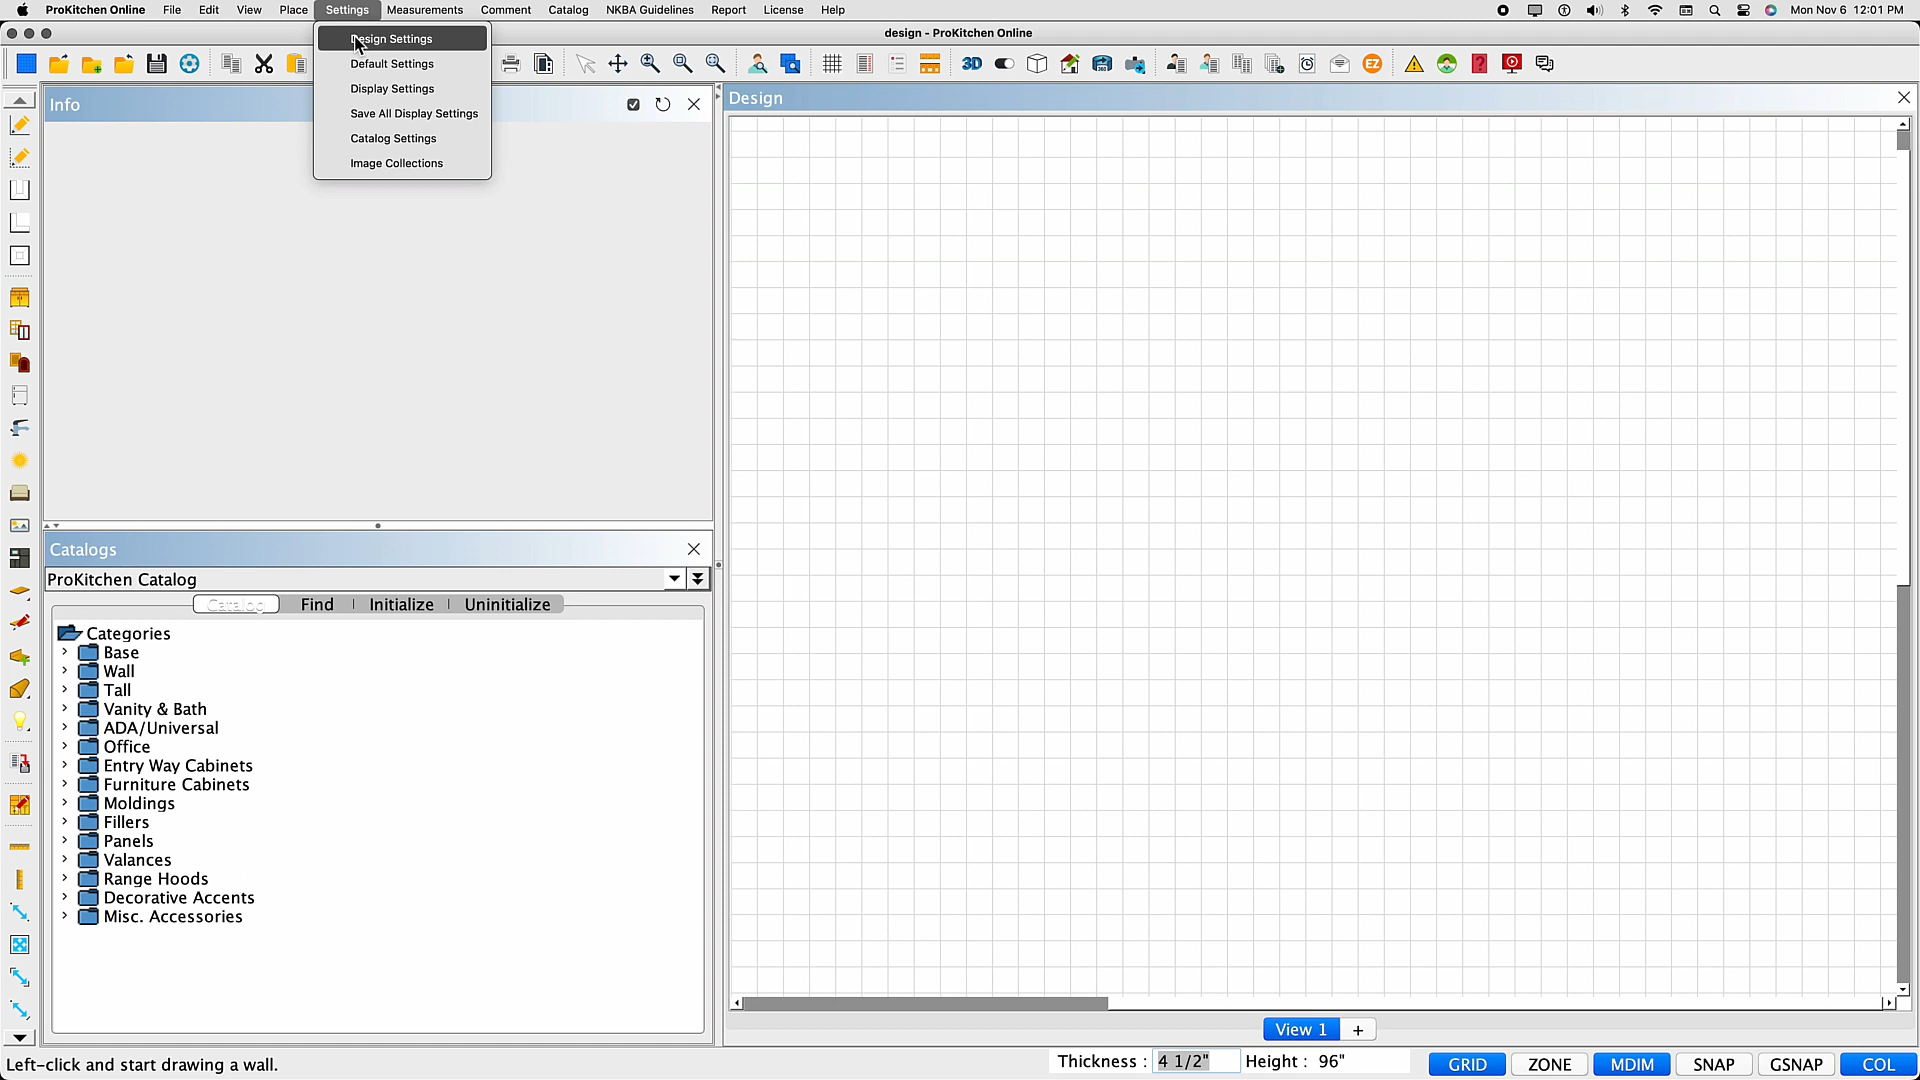 ProKitchen Online File Edit View Place Settings Measurements Comment Catalog NKBA Guidelines Report License Help Mon Nov 6 12:01 PM
design - ProKitchen Online
Design Settings
Default Settings
Display Settings
Save All Display Settings
Catalog Settings
Image Collections
3D
360
EZ
Info
Design
Catalogs
ProKitchen Catalog
Catalog Find Initialize Uninitialize
Categories
Base
Wall
Tall
Vanity & Bath
ADA/Universal
Office
Entry Way Cabinets
Furniture Cabinets
Moldings
Fillers
Panels
Valances
Range Hoods
Decorative Accents
Misc. Accessories
View 1 +
Left-click and start drawing a wall. Thickness : 4 1/2" Height : 96" GRID ZONE MDIM SNAP GSNAP COL